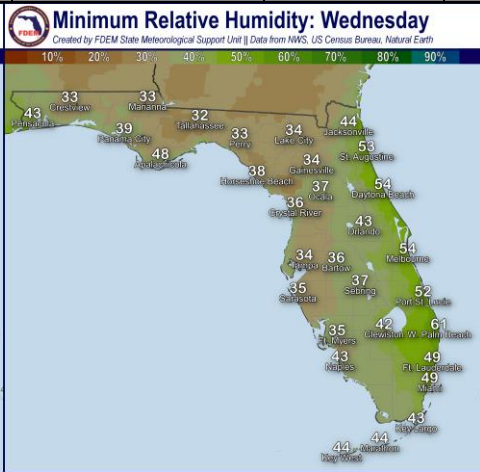 FDEM
Minimum Relative Humidity: Wednesday
Created by FDEM State Meteorological Support Unit || Data from NWS, US Census Bureau, Natural Earth
10% 20% 30% 40% 50% 60% 70% 80% 90%
43
Pensacola
33
Crestview
33
Marianna
39
Panama City
32
Tallahassee
48
Apalachicola
33
Perry
34
Lake City
44
Jacksonville
53
St. Augustine
38
Horseshoe Beach
34
Gainesville
37
Ocala
54
Daytona Beach
36
Crystal River
43
Orlando
34
Tampa
36
Bartow
54
Melbourne
35
Sarasota
37
Sebring
52
Port St. Lucie
35
Ft. Myers
42
Clewiston
61
W. Palm Beach
43
Naples
49
Ft. Lauderdale
49
Miami
43
Key Largo
44
Marathon
44
Key West